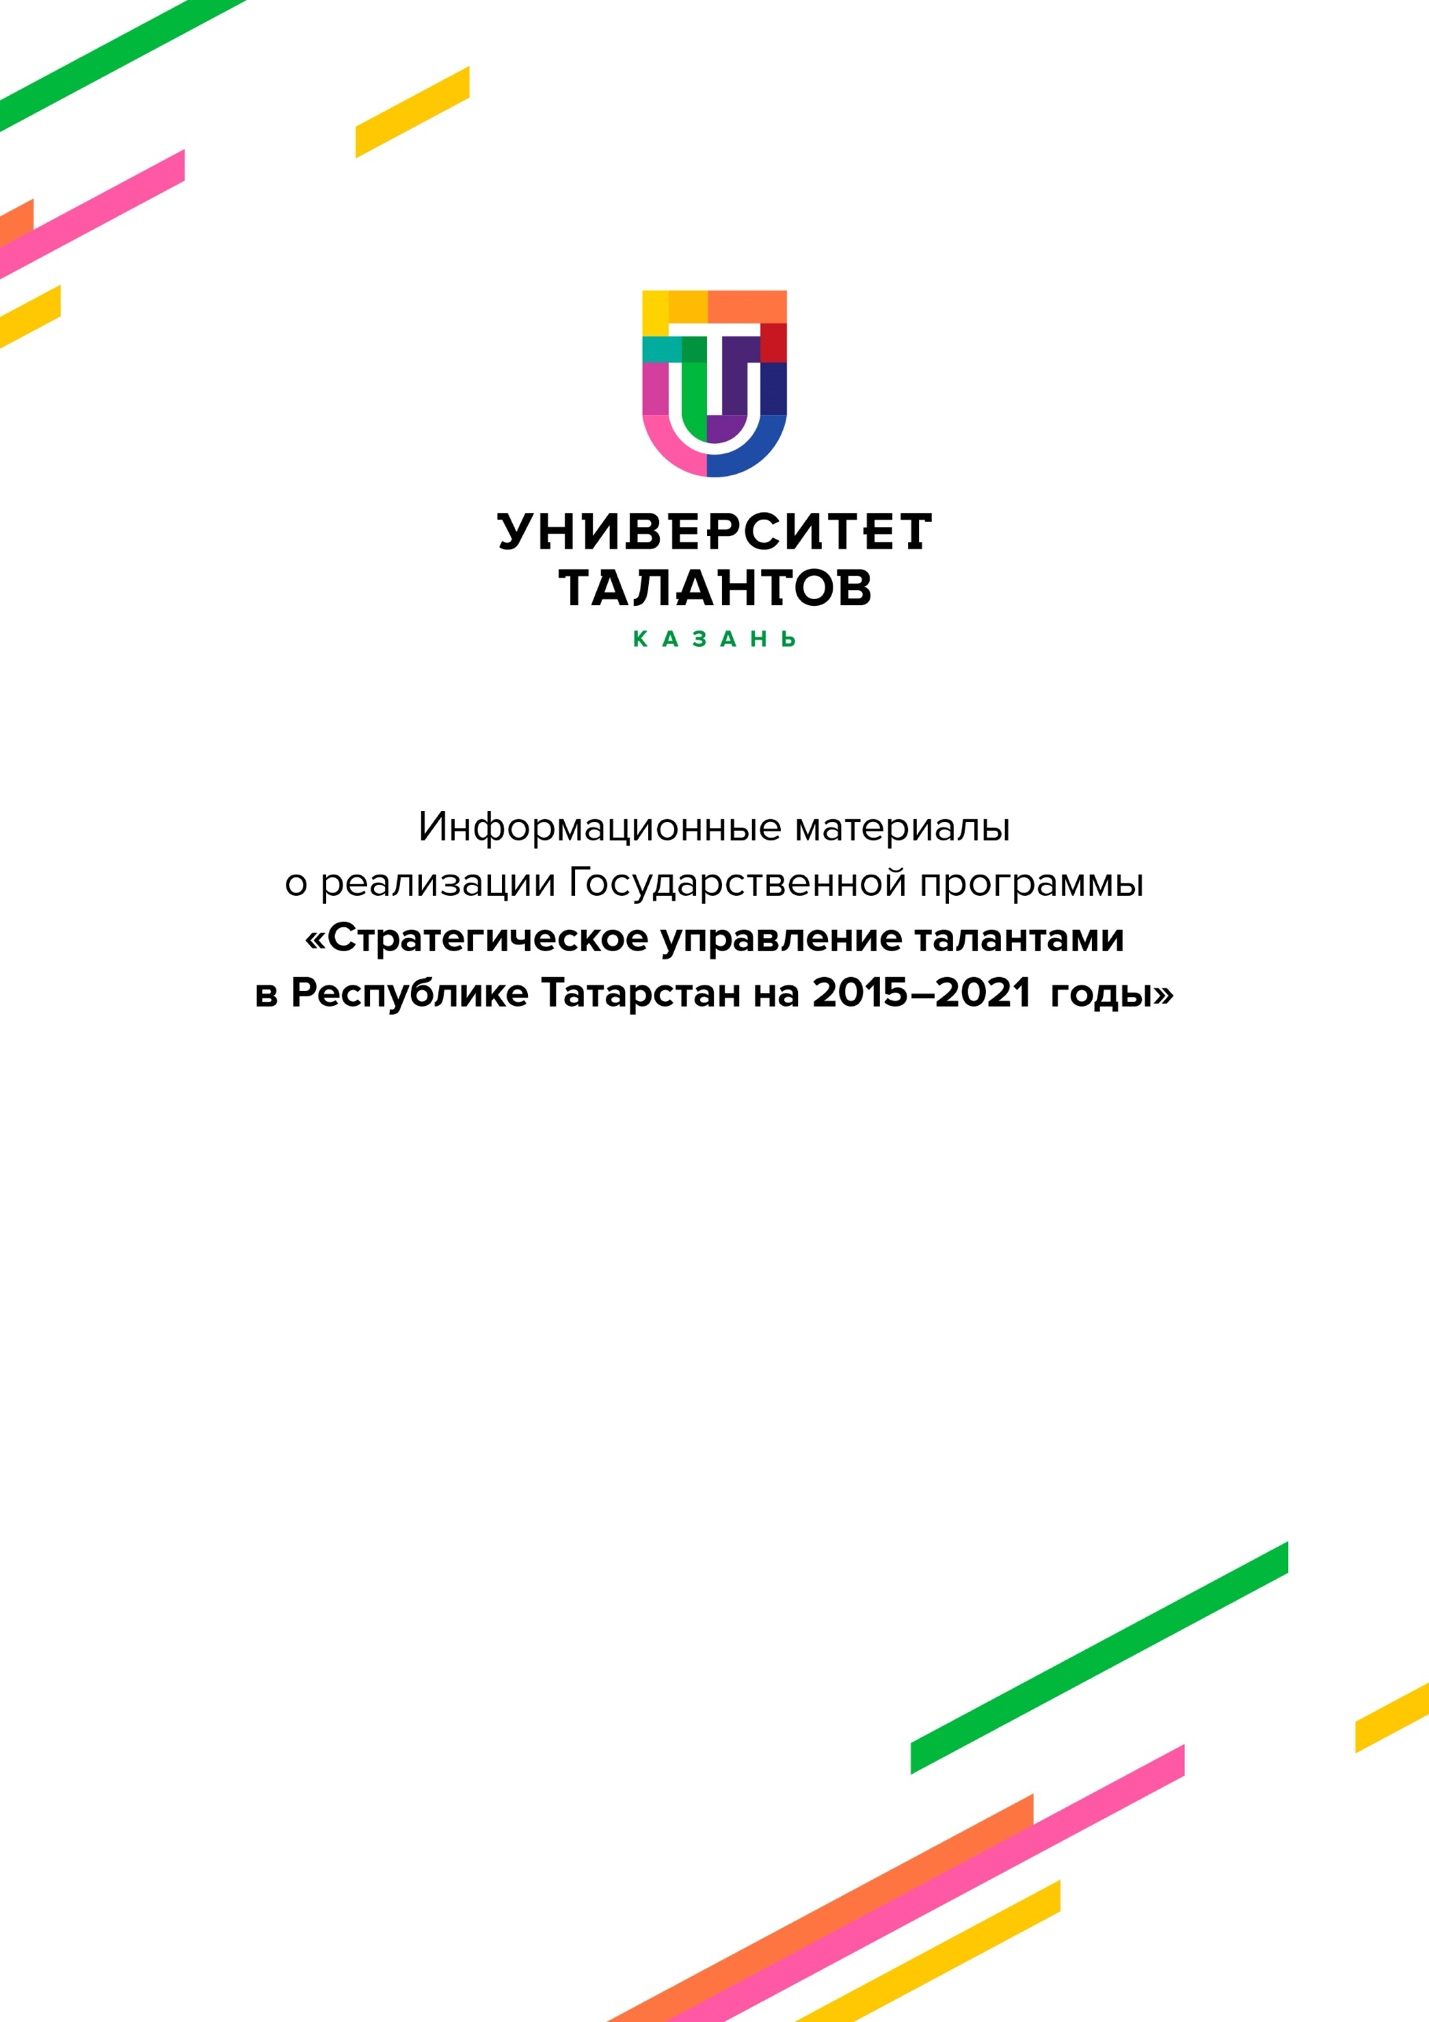 УНИВЕРСИТЕТ
ТАЛАНТОВ
КАЗАНЬ
Информационные материалы
о реализации Государственной программы
«Стратегическое управление талантами
в Республике Татарстан на 2015–2021 годы»